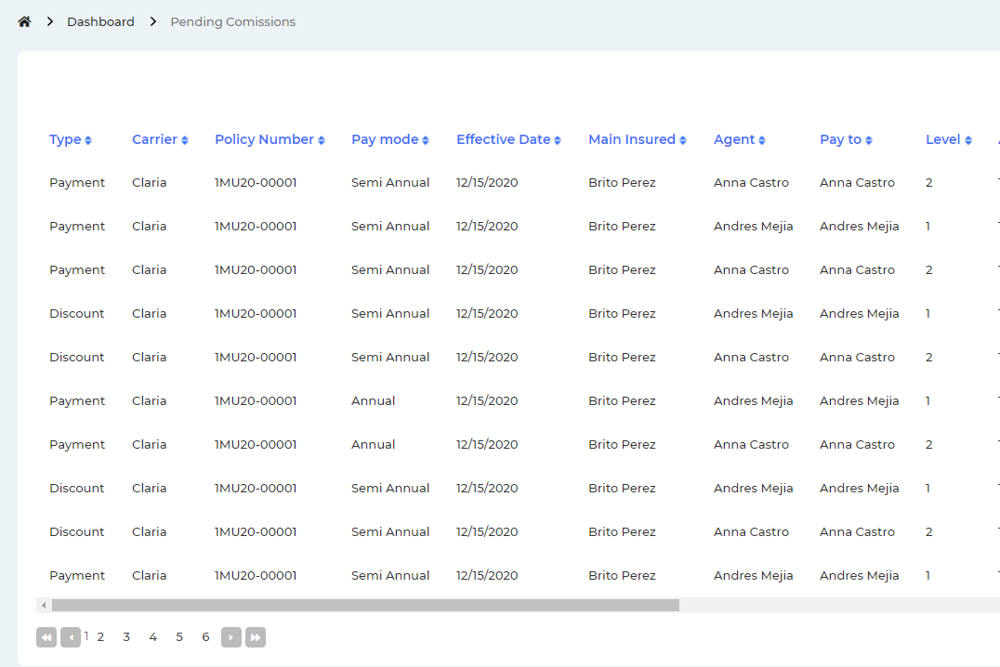 Dashboard Pending Comissions
Type Carrier Policy Number Pay mode Effective Date Main Insured Agent Pay to Level
Payment Claria 1MU20-00001 Semi Annual 12/15/2020 Brito Perez Anna Castro Anna Castro 2
Payment Claria 1MU20-00001 Semi Annual 12/15/2020 Brito Perez Andres Mejia Andres Mejia 1
Payment Claria 1MU20-00001 Semi Annual 12/15/2020 Brito Perez Anna Castro Anna Castro 2
Discount Claria 1MU20-00001 Semi Annual 12/15/2020 Brito Perez Andres Mejia Andres Mejia 1
Discount Claria 1MU20-00001 Semi Annual 12/15/2020 Brito Perez Anna Castro Anna Castro 2
Payment Claria 1MU20-00001 Annual 12/15/2020 Brito Perez Andres Mejia Andres Mejia 1
Payment Claria 1MU20-00001 Annual 12/15/2020 Brito Perez Anna Castro Anna Castro 2
Discount Claria 1MU20-00001 Semi Annual 12/15/2020 Brito Perez Andres Mejia Andres Mejia 1
Discount Claria 1MU20-00001 Semi Annual 12/15/2020 Brito Perez Anna Castro Anna Castro 2
Payment Claria 1MU20-00001 Semi Annual 12/15/2020 Brito Perez Andres Mejia Andres Mejia 1
1 2 3 4 5 6